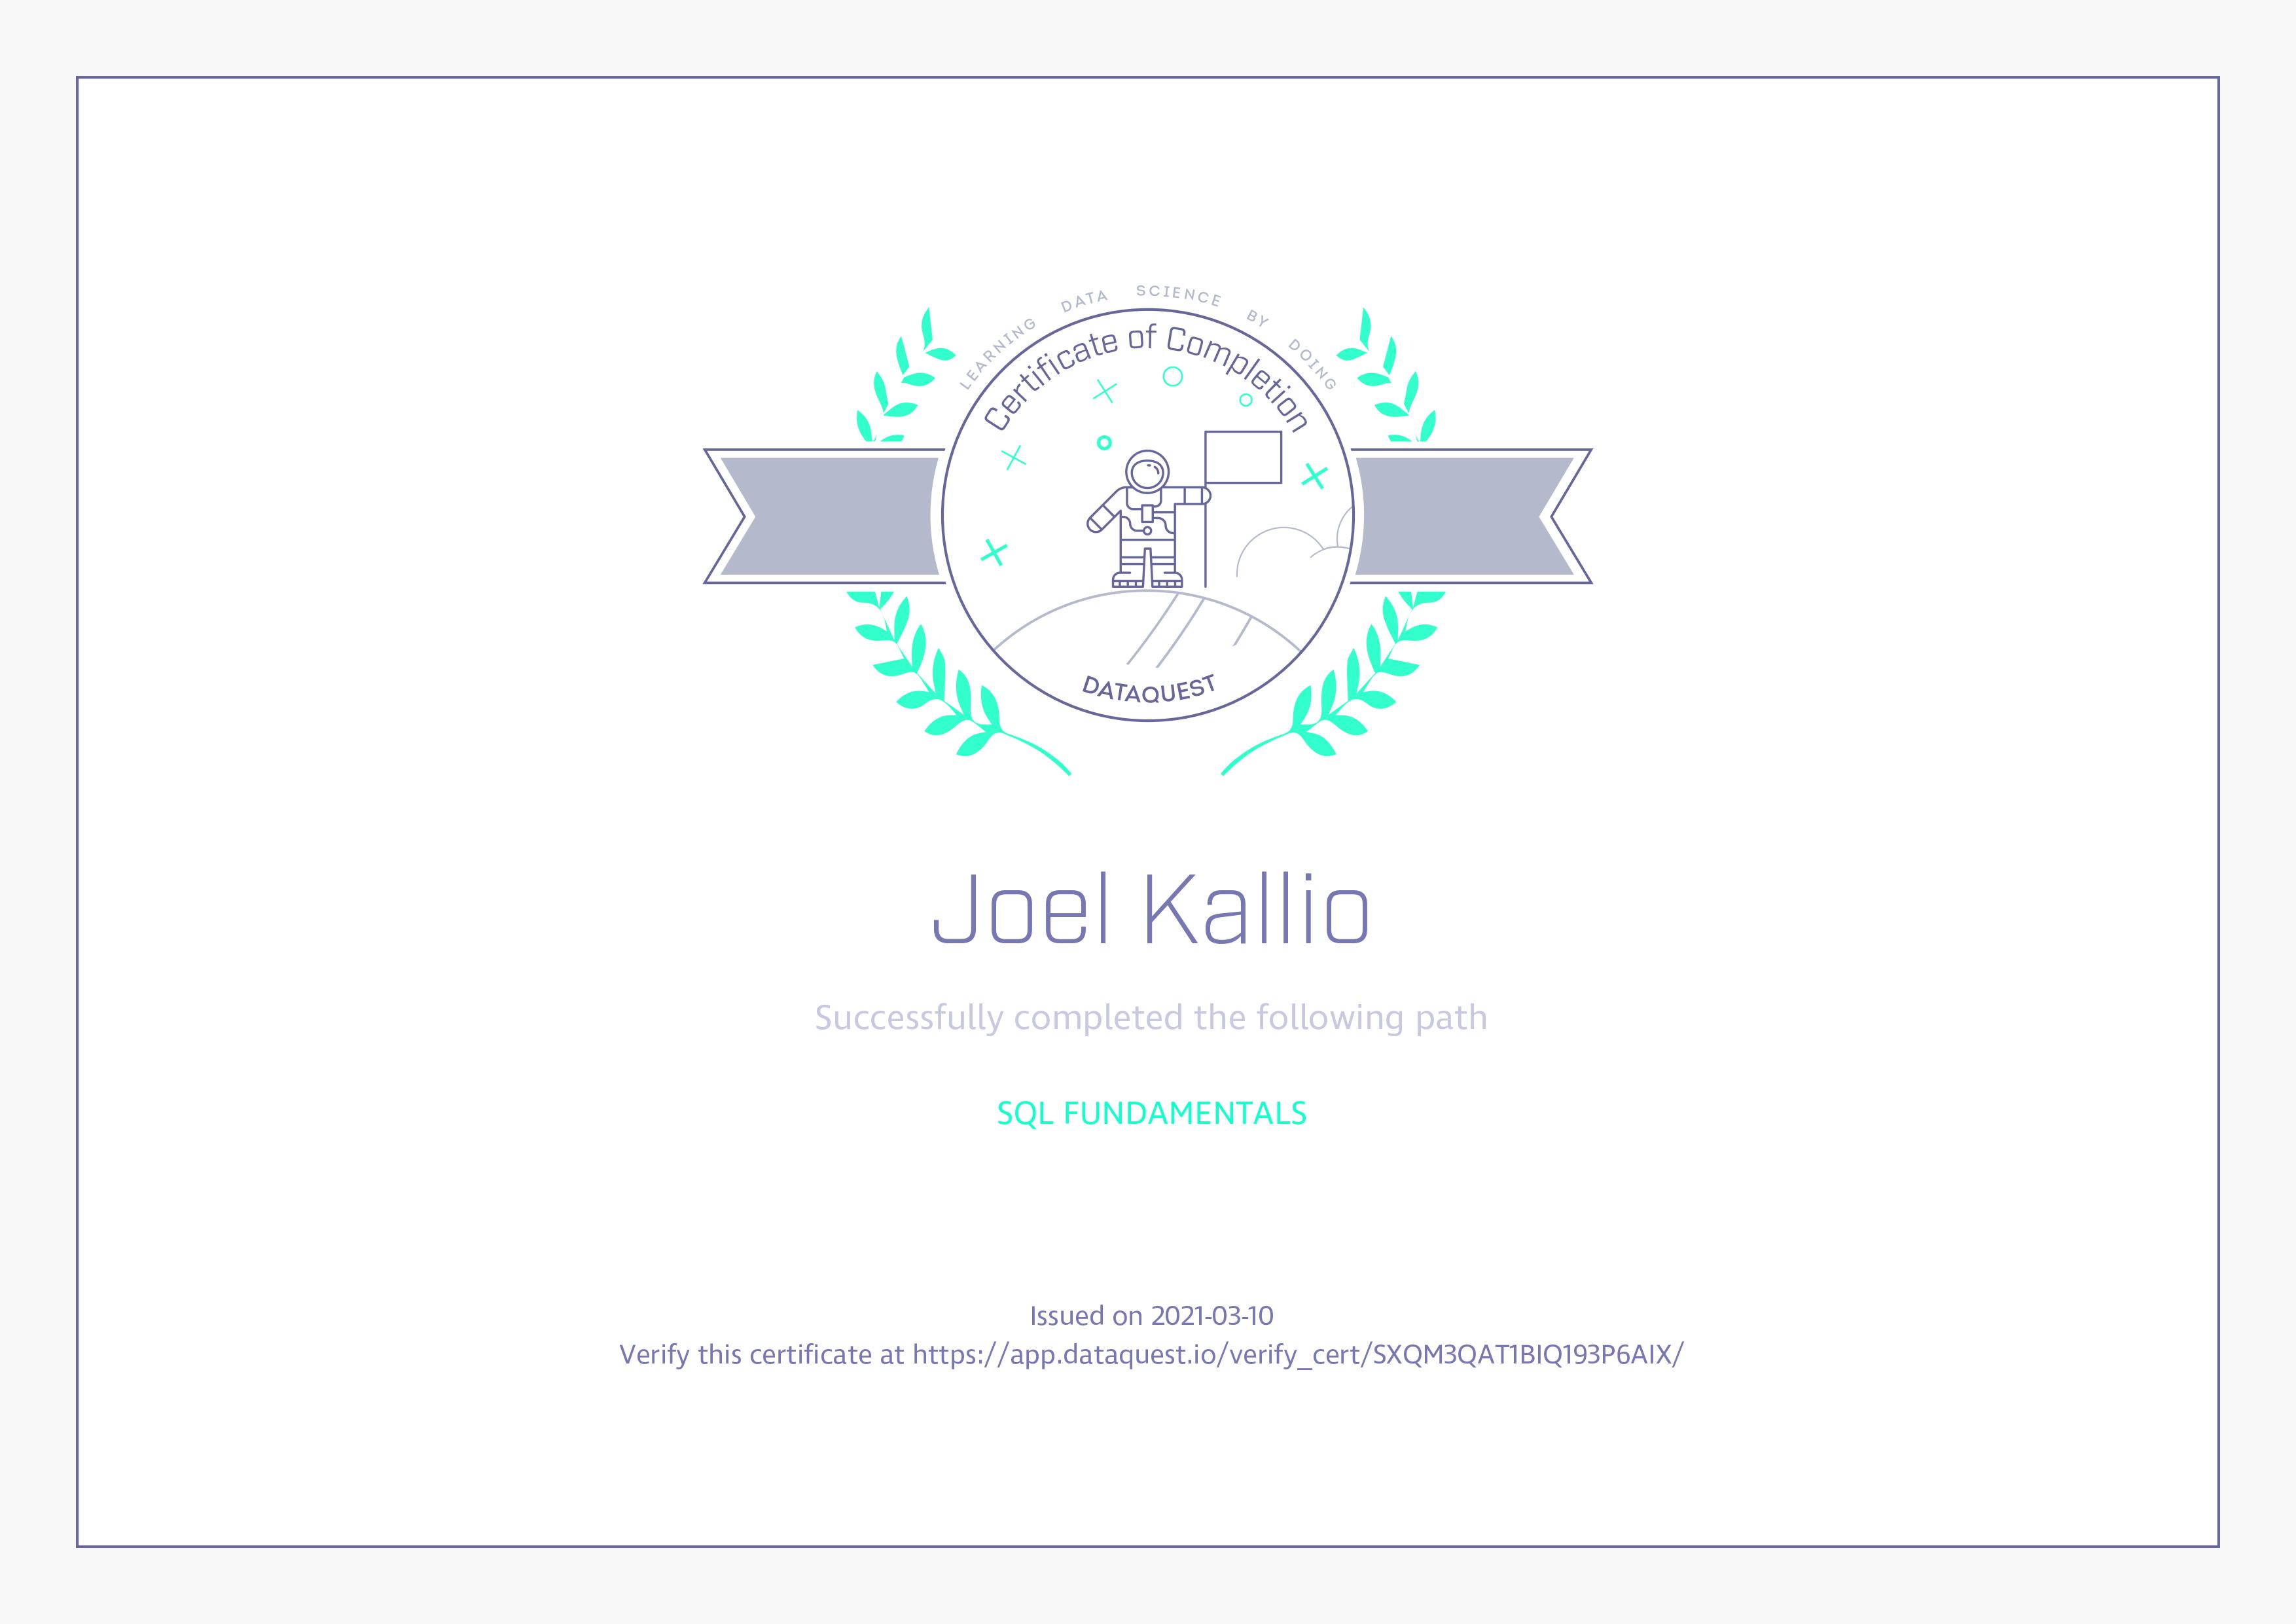 LEARNING DATA SCIENCE BY DOING
Certificate of Completion
DATAQUEST
Joel Kallio
Successfully completed the following path
SQL FUNDAMENTALS
Issued on 2021-03-10
Verify this certificate at https://app.dataquest.io/verify_cert/SXQM3QAT1BIQ193P6AIX/